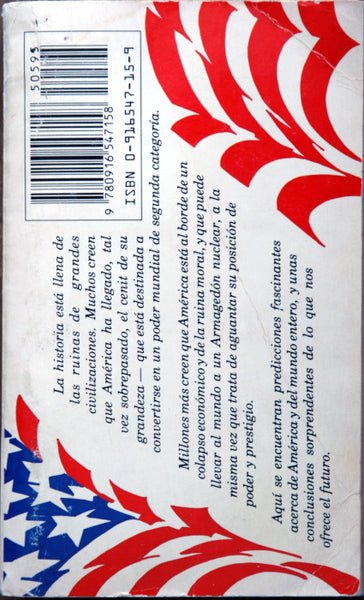 La historia está llena de
las ruinas de grandes
civilizaciones. Muchos creen
que América ha llegado, tal
vez sobrepasado, el cenit de su
grandeza — que está destinada a
convertirse en un poder mundial de segunda categoría.
Millones más creen que América está al borde de un
colapso económico y de la ruina moral, y que puede
llevar al mundo a un Armagedón nuclear, a la
misma vez que trata de aguantar su posición de
poder y prestigio.
Aquí se encuentran predicciones fascinantes
acerca de América y del mundo entero, y unas
conclusiones sorprendentes de lo que nos
ofrece el futuro.
50595
9 780916 547158
ISBN 0-916547-15-9